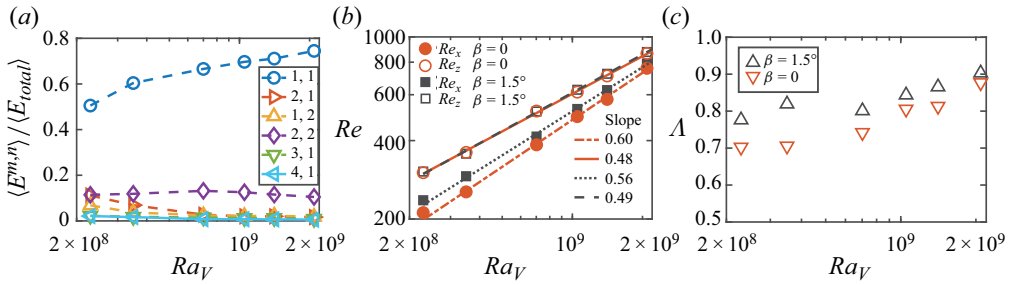 (a)
0.8
0.6
0.4
0.2
0
⟨E^{m,n}⟩ / ⟨E_{total}⟩
1, 1
2, 1
1, 2
2, 2
3, 1
4, 1
2 × 10^8
10^9
2 × 10^9
Ra_V
(b)
1000
800
600
200
Re
Re_x β = 0
Re_z β = 0
Re_x β = 1.5°
Re_z β = 1.5°
Slope
0.60
0.48
0.56
0.49
2 × 10^8
10^9
2 × 10^9
Ra_V
(c)
1
0.9
0.8
0.7
0.6
0.5
Λ
β = 1.5°
β = 0
2 × 10^8
10^9
2 × 10^9
Ra_V